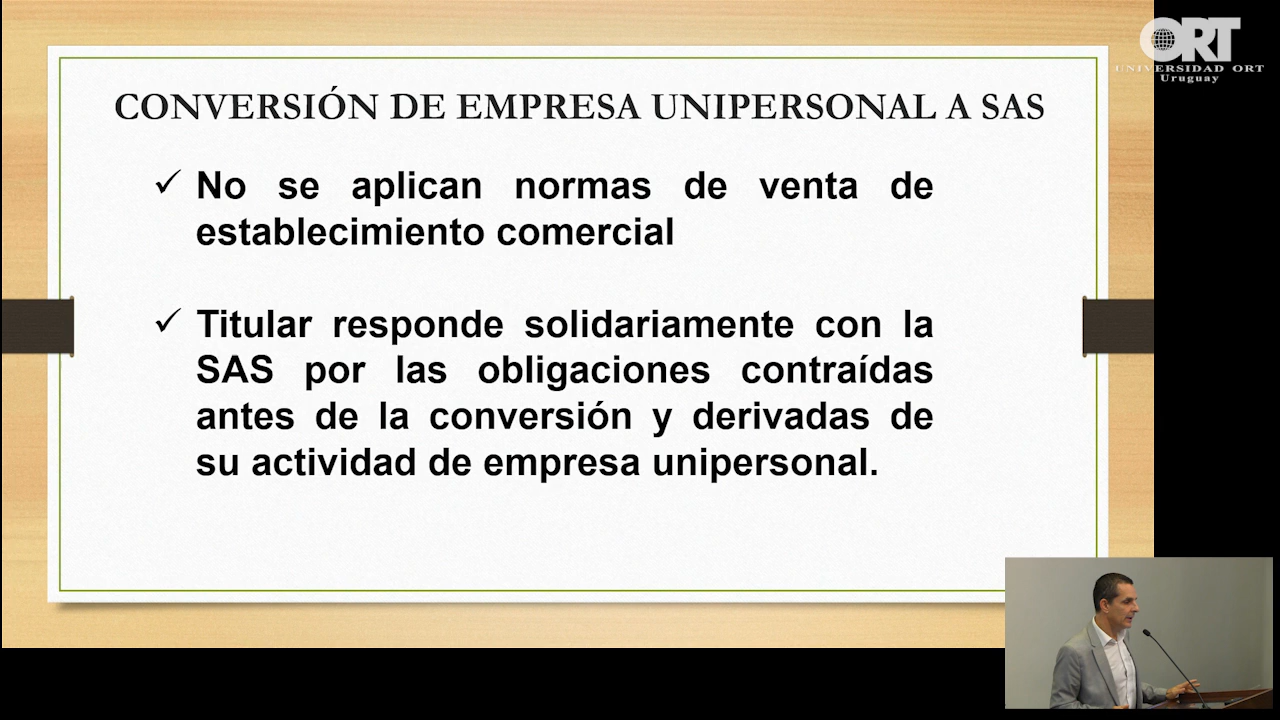 ORT
UNIVERSIDAD ORT
Uruguay
CONVERSIÓN DE EMPRESA UNIPERSONAL A SAS
✓ No se aplican normas de venta de
establecimiento comercial
✓ Titular responde solidariamente con la
SAS por las obligaciones contraídas
antes de la conversión y derivadas de
su actividad de empresa unipersonal.